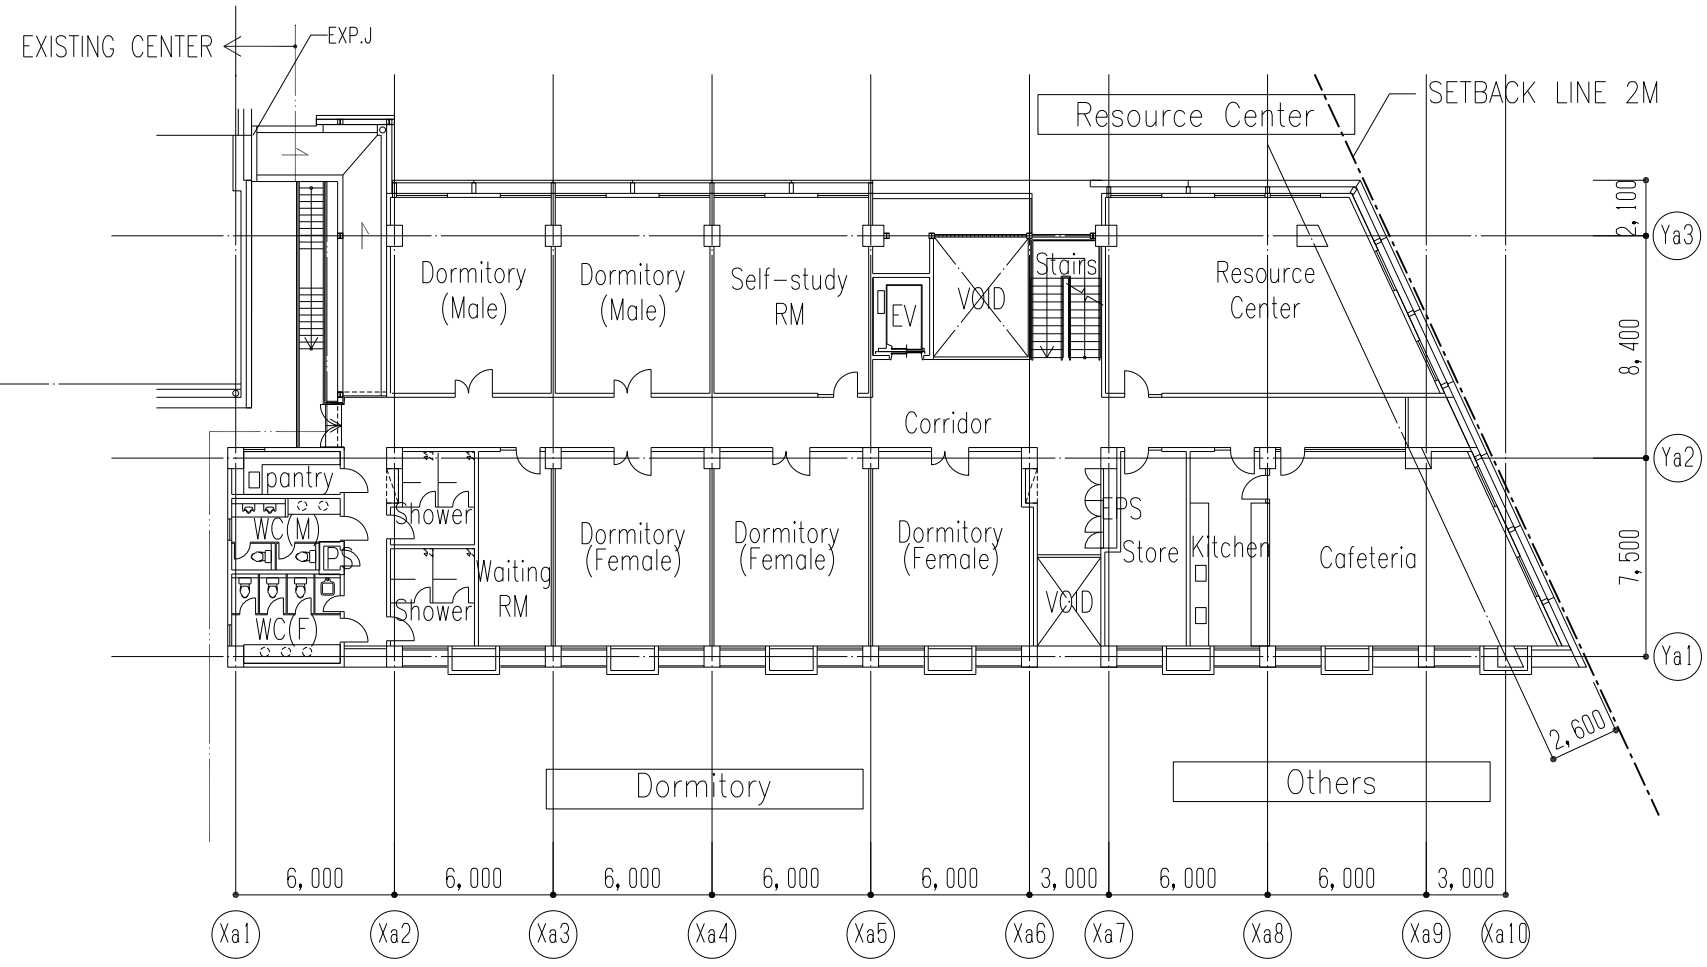 EXISTING CENTER
EXP.J
SETBACK LINE 2M
Resource Center
2,100
Ya3
Dormitory
(Male)
Dormitory
(Male)
Self-study
RM
EV
VOID
Stairs
Resource
Center
8,400
Corridor
Ya2
pantry
WC(M)
Shower
P
S
Dormitory
(Female)
Dormitory
(Female)
Dormitory
(Female)
EPS
Store
Kitchen
Cafeteria
7,500
Waiting
RM
Shower
VOID
WC(F)
Ya1
2,600
Dormitory
Others
6,000
6,000
6,000
6,000
6,000
3,000
6,000
6,000
3,000
Xa1
Xa2
Xa3
Xa4
Xa5
Xa6
Xa7
Xa8
Xa9
Xa10